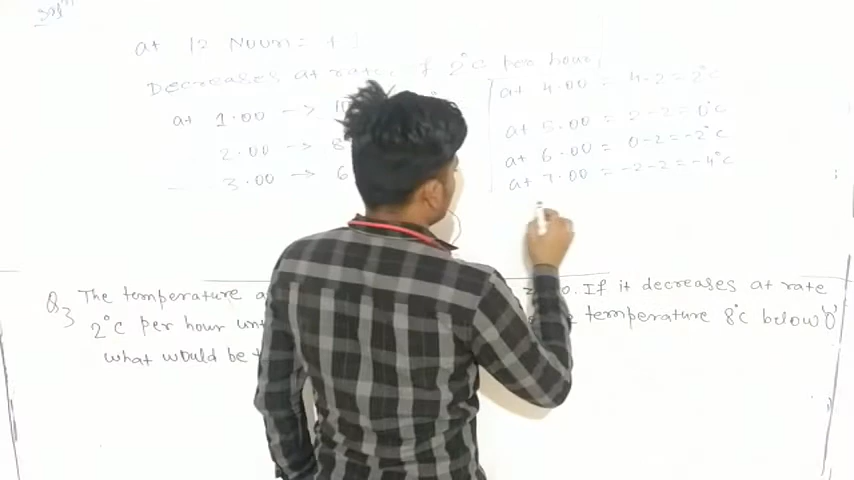 Solⁿ
at 12 Noon =
Decreases at rate of 2°C per hour
at 1.00 → 10
2.00 → 8
3.00 → 6
at 4.00 = 4-2 = 2°C
at 5.00 = 2-2 = 0°C
at 6.00 = 0-2 = -2°C
at 7.00 = -2-2 = -4°C
Q3 The temperature . If it decreases at rate
2°C per hour temperature 8°C below '0'
what would be